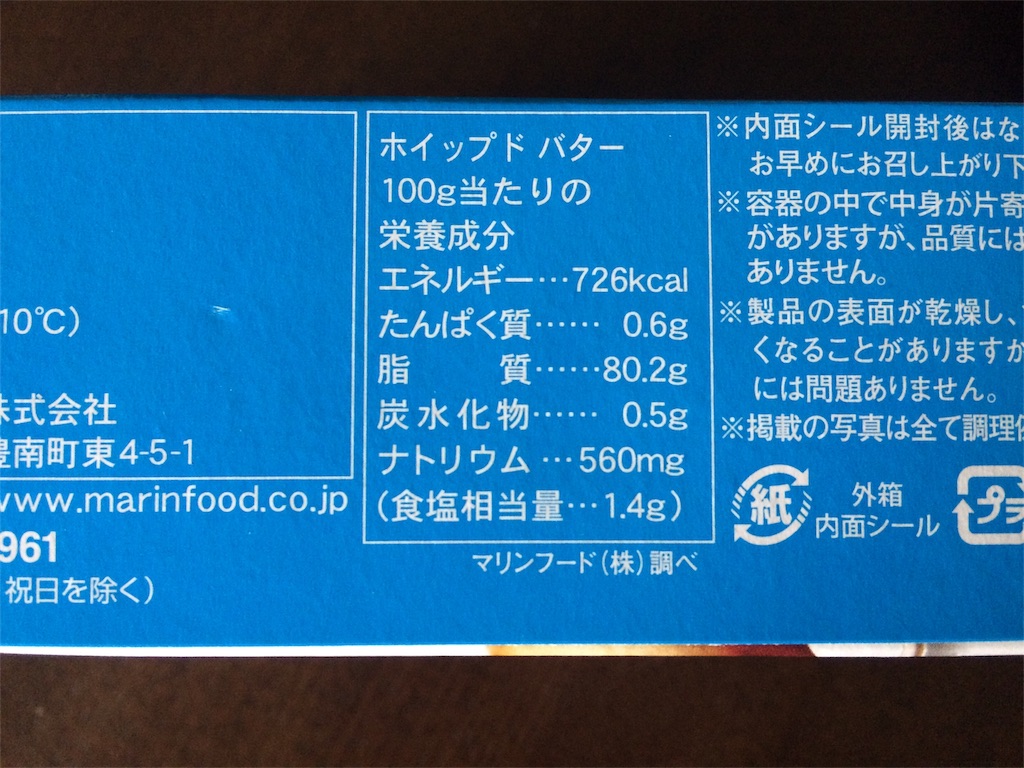 10℃)
株式会社
豊南町東4-5-1
www.marinfood.co.jp
961
祝日を除く)
ホイップド バター
100g当たりの
栄養成分
エネルギー…726kcal
たんぱく質…… 0.6g
脂 質……80.2g
炭水化物…… 0.5g
ナトリウム …560mg
(食塩相当量…1.4g)
マリンフード(株)調べ
※内面シール開封後はな
お早めにお召し上がり下
※容器の中で中身が片寄
がありますが、品質には
ありません。
※製品の表面が乾燥し、
くなることがありますが
には問題ありません。
※掲載の写真は全て調理
紙
外箱
内面シール
プラ